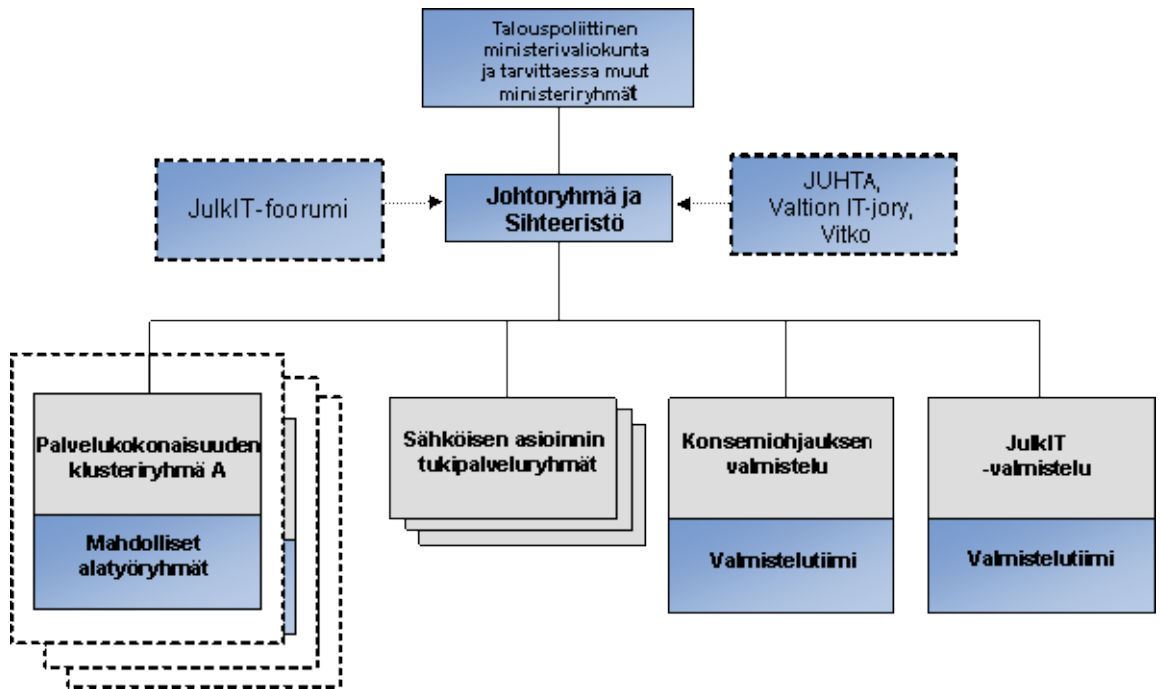 Talouspoliittinen
ministerivaliokunta
ja tarvittaessa muut
ministeriryhmät
JulkIT-foorumi
Johtoryhmä ja
Sihteeristö
JUHTA,
Valtion IT-jory,
Vitko
Palvelukokonaisuuden
klusteriryhmä A
Mahdolliset
alatyöryhmät
Sähköisen asioinnin
tukipalveluryhmät
Konserniohjauksen
valmistelu
Valmistelutiimi
JulkIT
-valmistelu
Valmistelutiimi